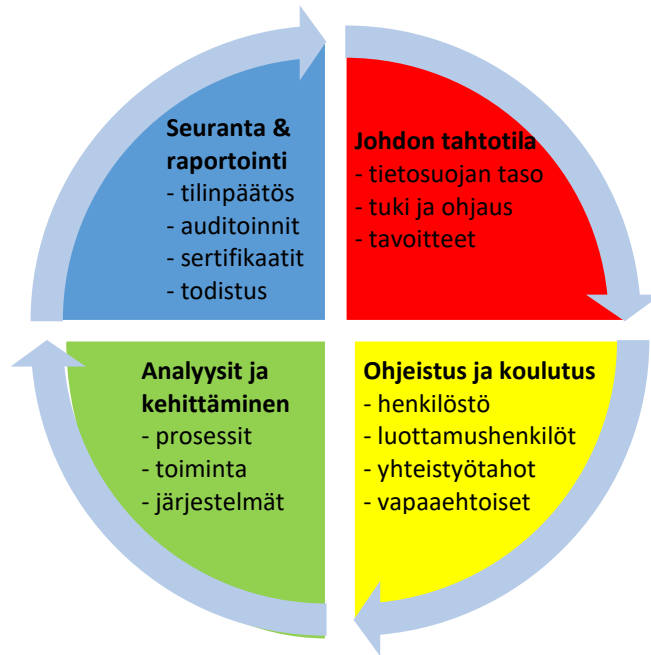 Seuranta &
raportointi
- tilinpäätös
- auditoinnit
- sertifikaatit
- todistus
Johdon tahtotila
- tietosuojan taso
- tuki ja ohjaus
- tavoitteet
Analyysit ja
kehittäminen
- prosessit
- toiminta
- järjestelmät
Ohjeistus ja koulutus
- henkilöstö
- luottamushenkilöt
- yhteistyötahot
- vapaaehtoiset